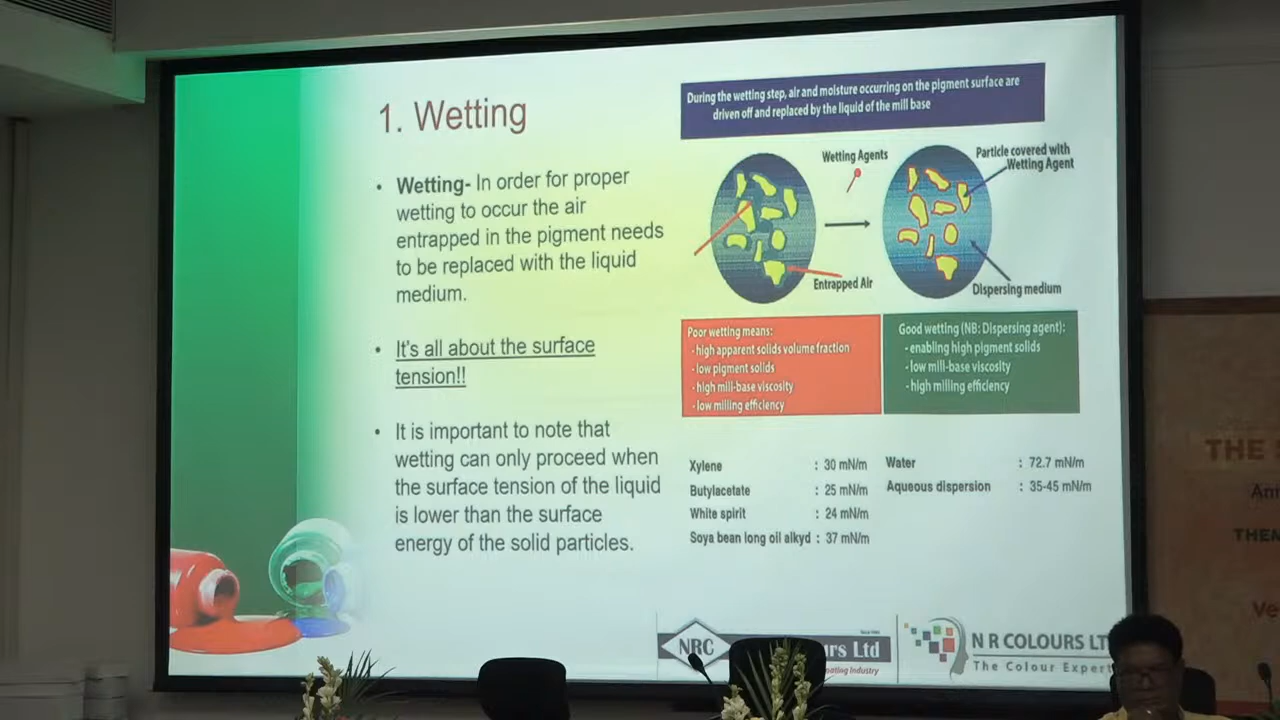 1. Wetting
• Wetting- In order for proper
wetting to occur the air
entrapped in the pigment needs
to be replaced with the liquid
medium.
• It's all about the surface
tension!!
• It is important to note that
wetting can only proceed when
the surface tension of the liquid
is lower than the surface
energy of the solid particles.
During the wetting step, air and moisture occurring on the pigment surface are
driven off and replaced by the liquid of the mill base
Wetting Agents
Particle covered with
Wetting Agent
Entrapped Air
Dispersing medium
Poor wetting means:
- high apparent solids volume fraction
- low pigment solids
- high mill-base viscosity
- low milling efficiency
Good wetting (NB: Dispersing agent):
- enabling high pigment solids
- low mill-base viscosity
- high milling efficiency
Xylene : 30 mN/m
Butylacetate : 25 mN/m
White spirit : 24 mN/m
Soya bean long oil alkyd : 37 mN/m
Water : 72.7 mN/m
Aqueous dispersion : 35-45 mN/m
NRC
Ltd
Industry
N R COLOURS
The Colour
THE